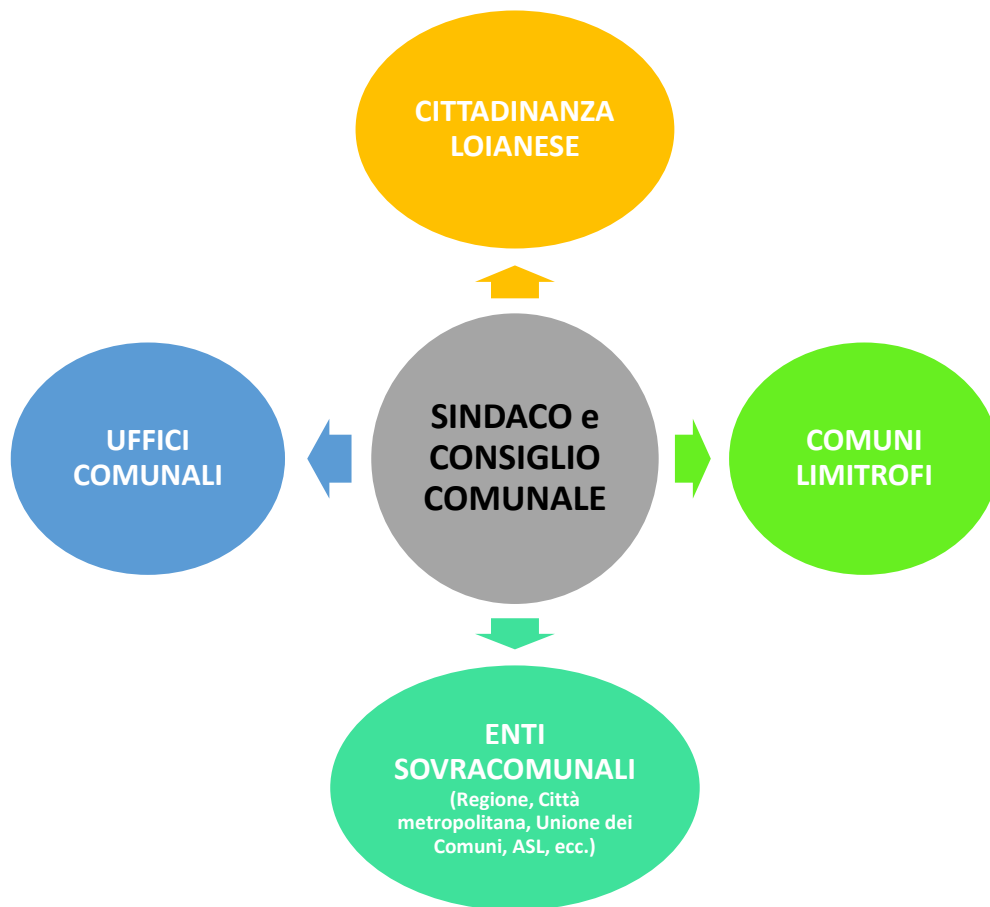 CITTADINANZA
LOIANESE
UFFICI
COMUNALI
SINDACO e
CONSIGLIO
COMUNALE
COMUNI
LIMITROFI
ENTI
SOVRACOMUNALI
(Regione, Città
metropolitana, Unione dei
Comuni, ASL, ecc.)